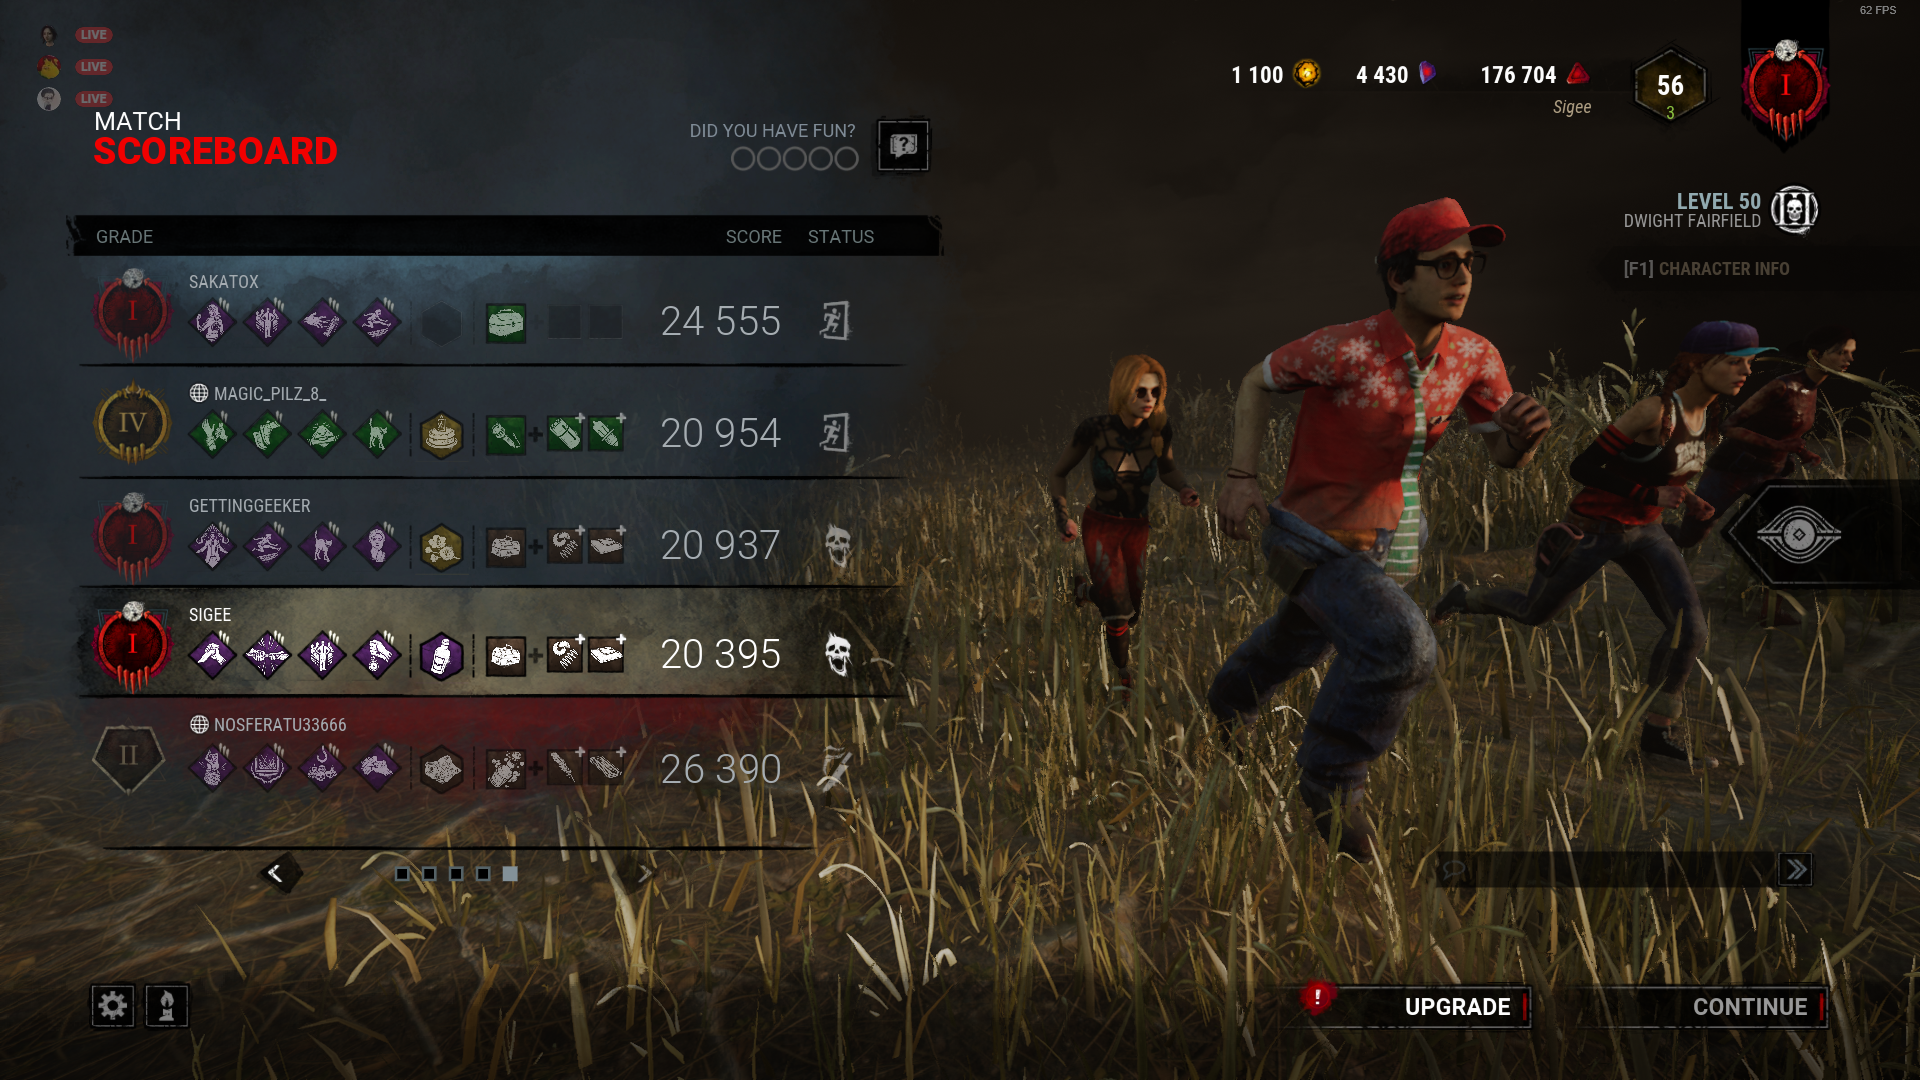 62 FPS
LIVE
LIVE
LIVE
MATCH
SCOREBOARD
DID YOU HAVE FUN?
1 100
4 430
176 704
Sigee
56
3
I
LEVEL 50
DWIGHT FAIRFIELD
III
[F1] CHARACTER INFO
GRADE SCORE STATUS
I SAKATOX 24 555
IV MAGIC_PILZ_8_ 20 954
I GETTINGGEEKER 20 937
I SIGEE 20 395
II NOSFERATU33666 26 390
! UPGRADE
CONTINUE